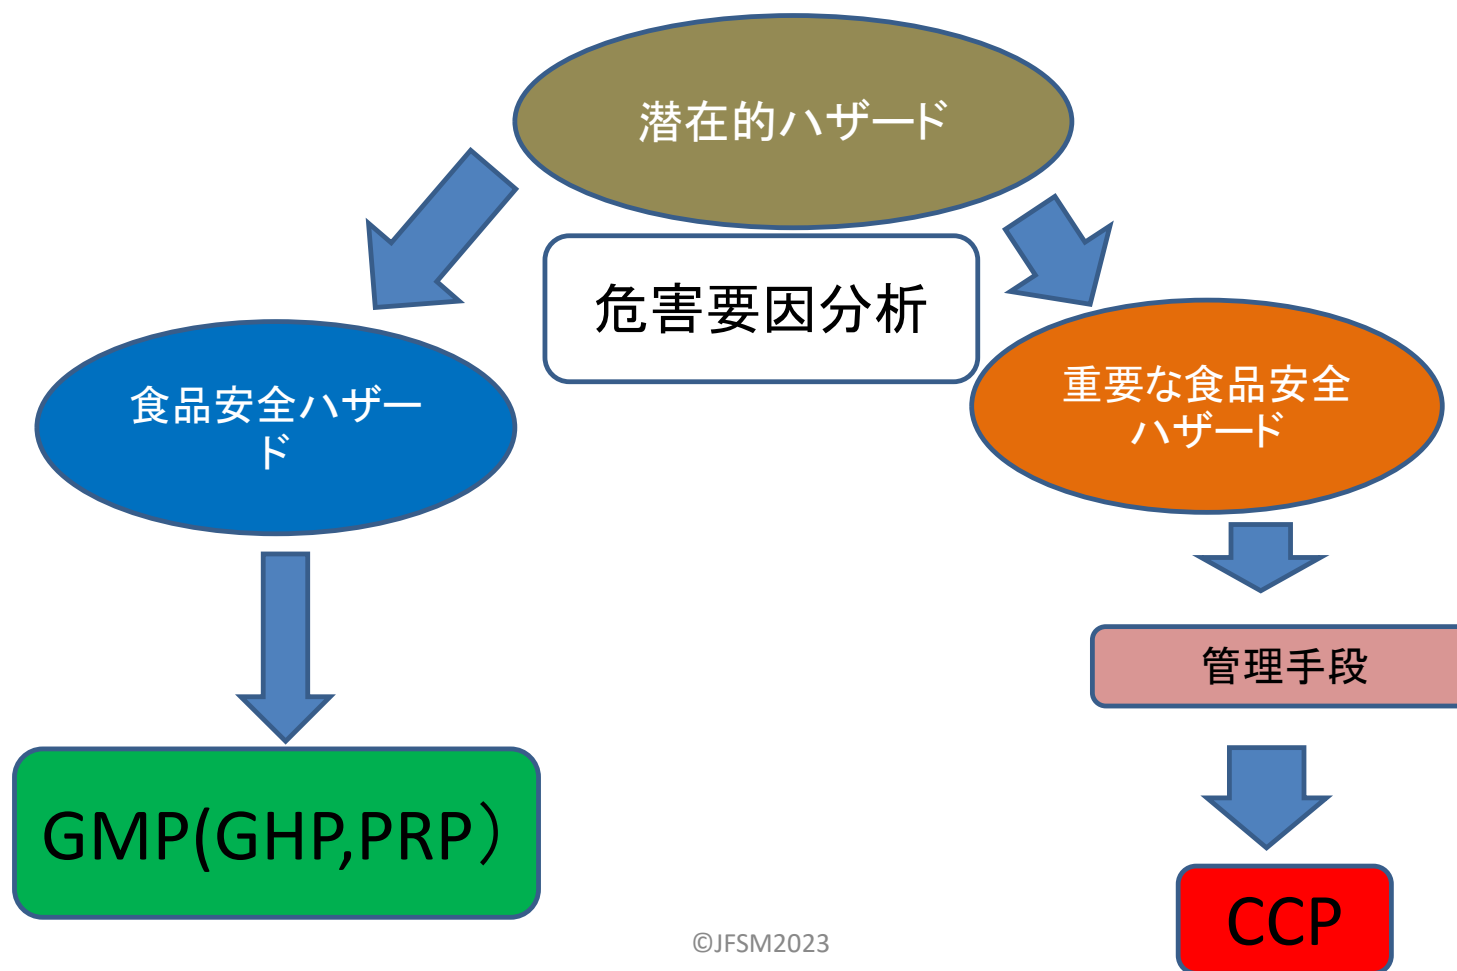 潜在的ハザード
危害要因分析
食品安全ハザー
ド
重要な食品安全
ハザード
管理手段
GMP(GHP,PRP）
CCP
©JFSM2023